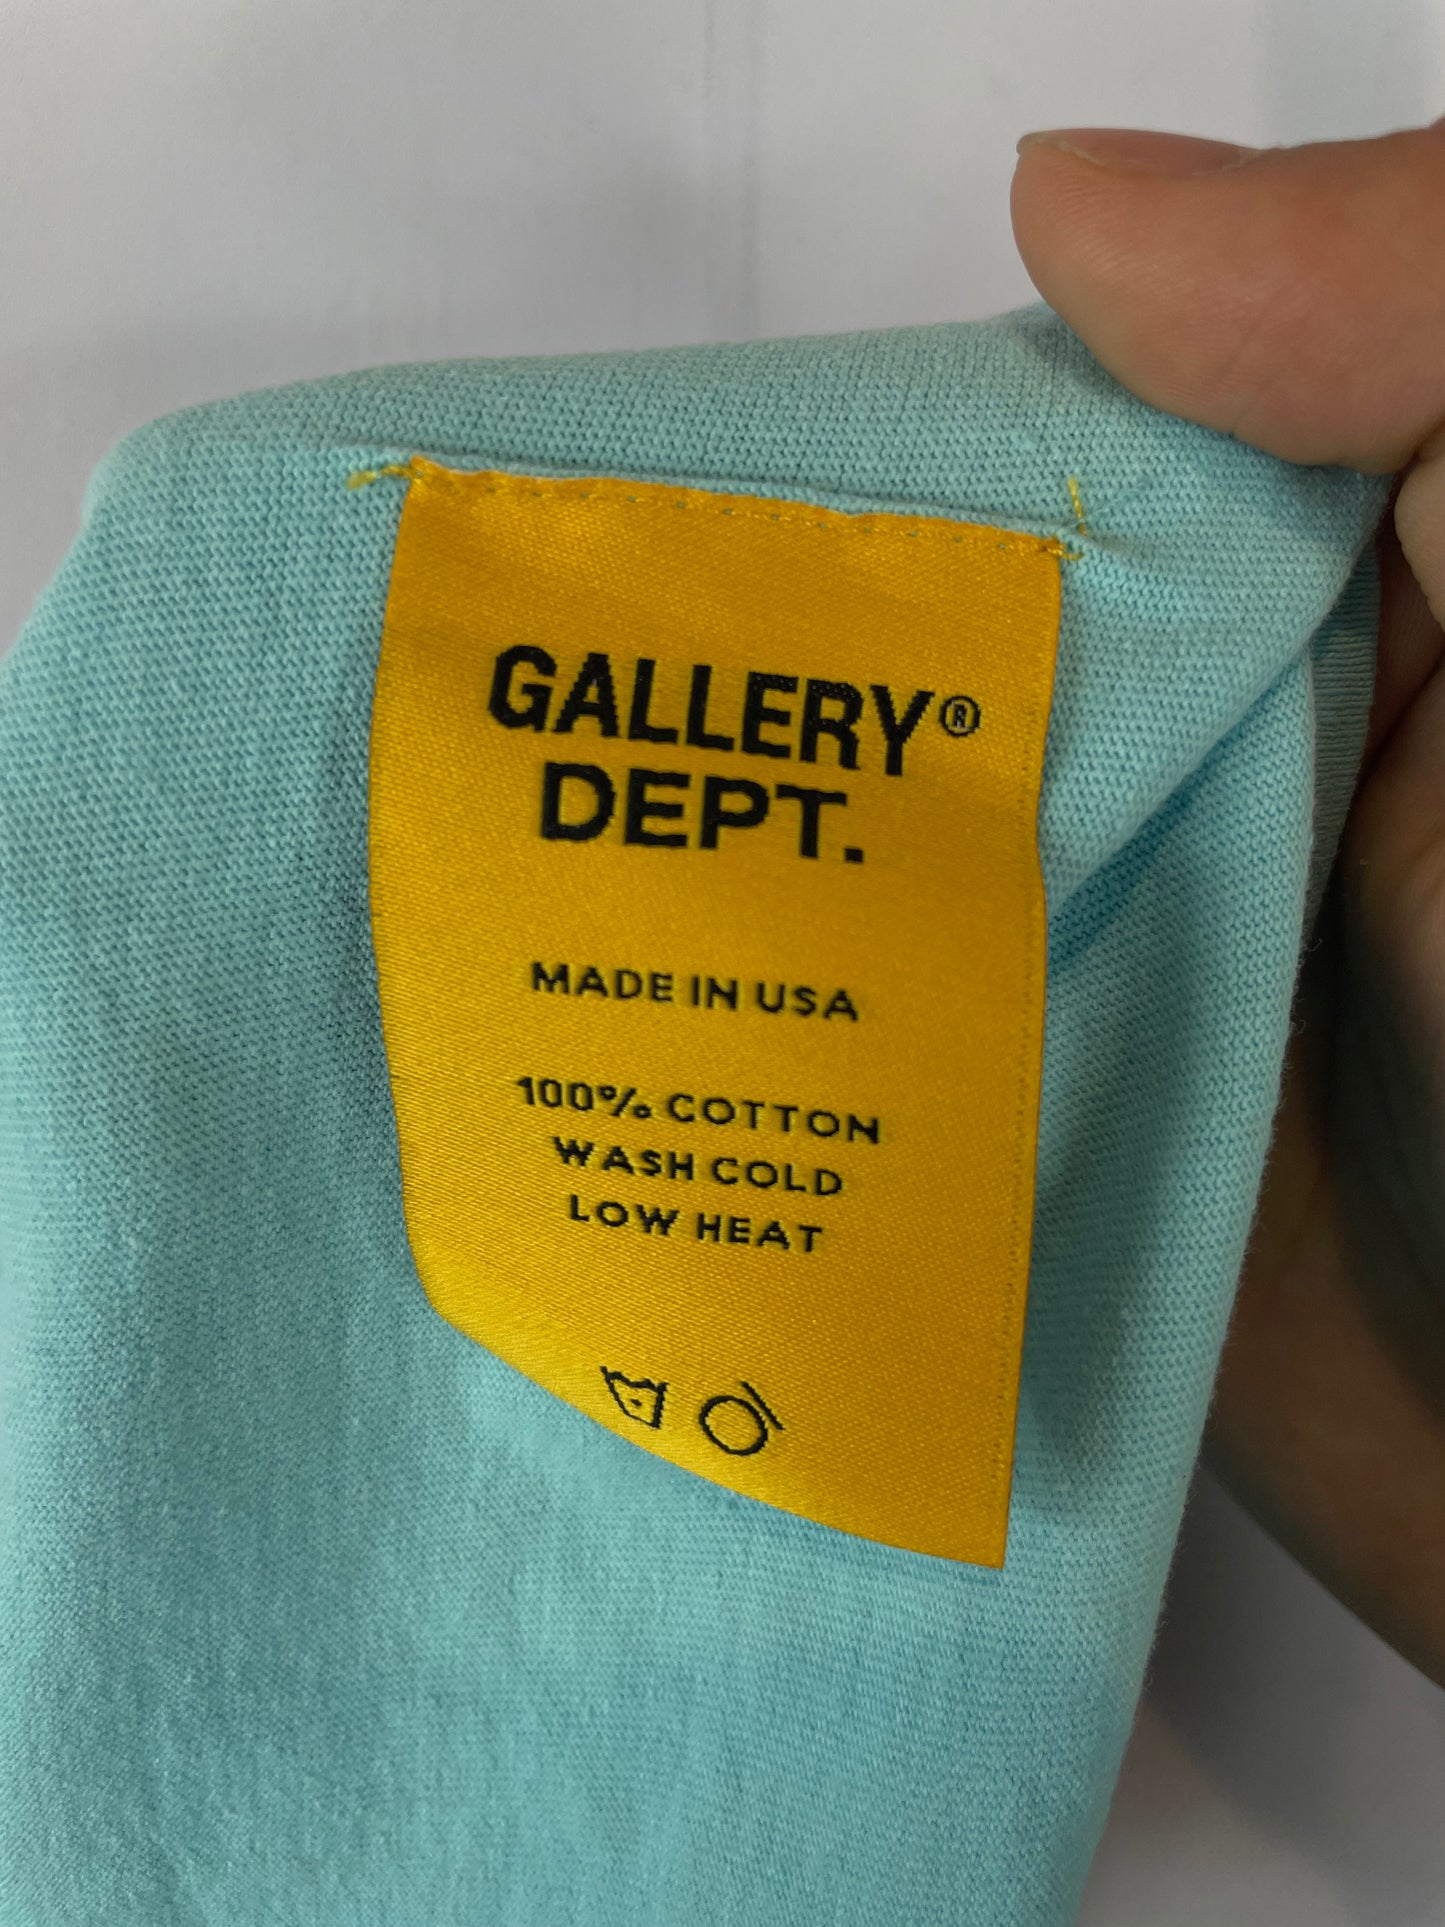 GALLERY®
DEPT.
MADE IN USA
100% COTTON
WASH COLD
LOW HEAT